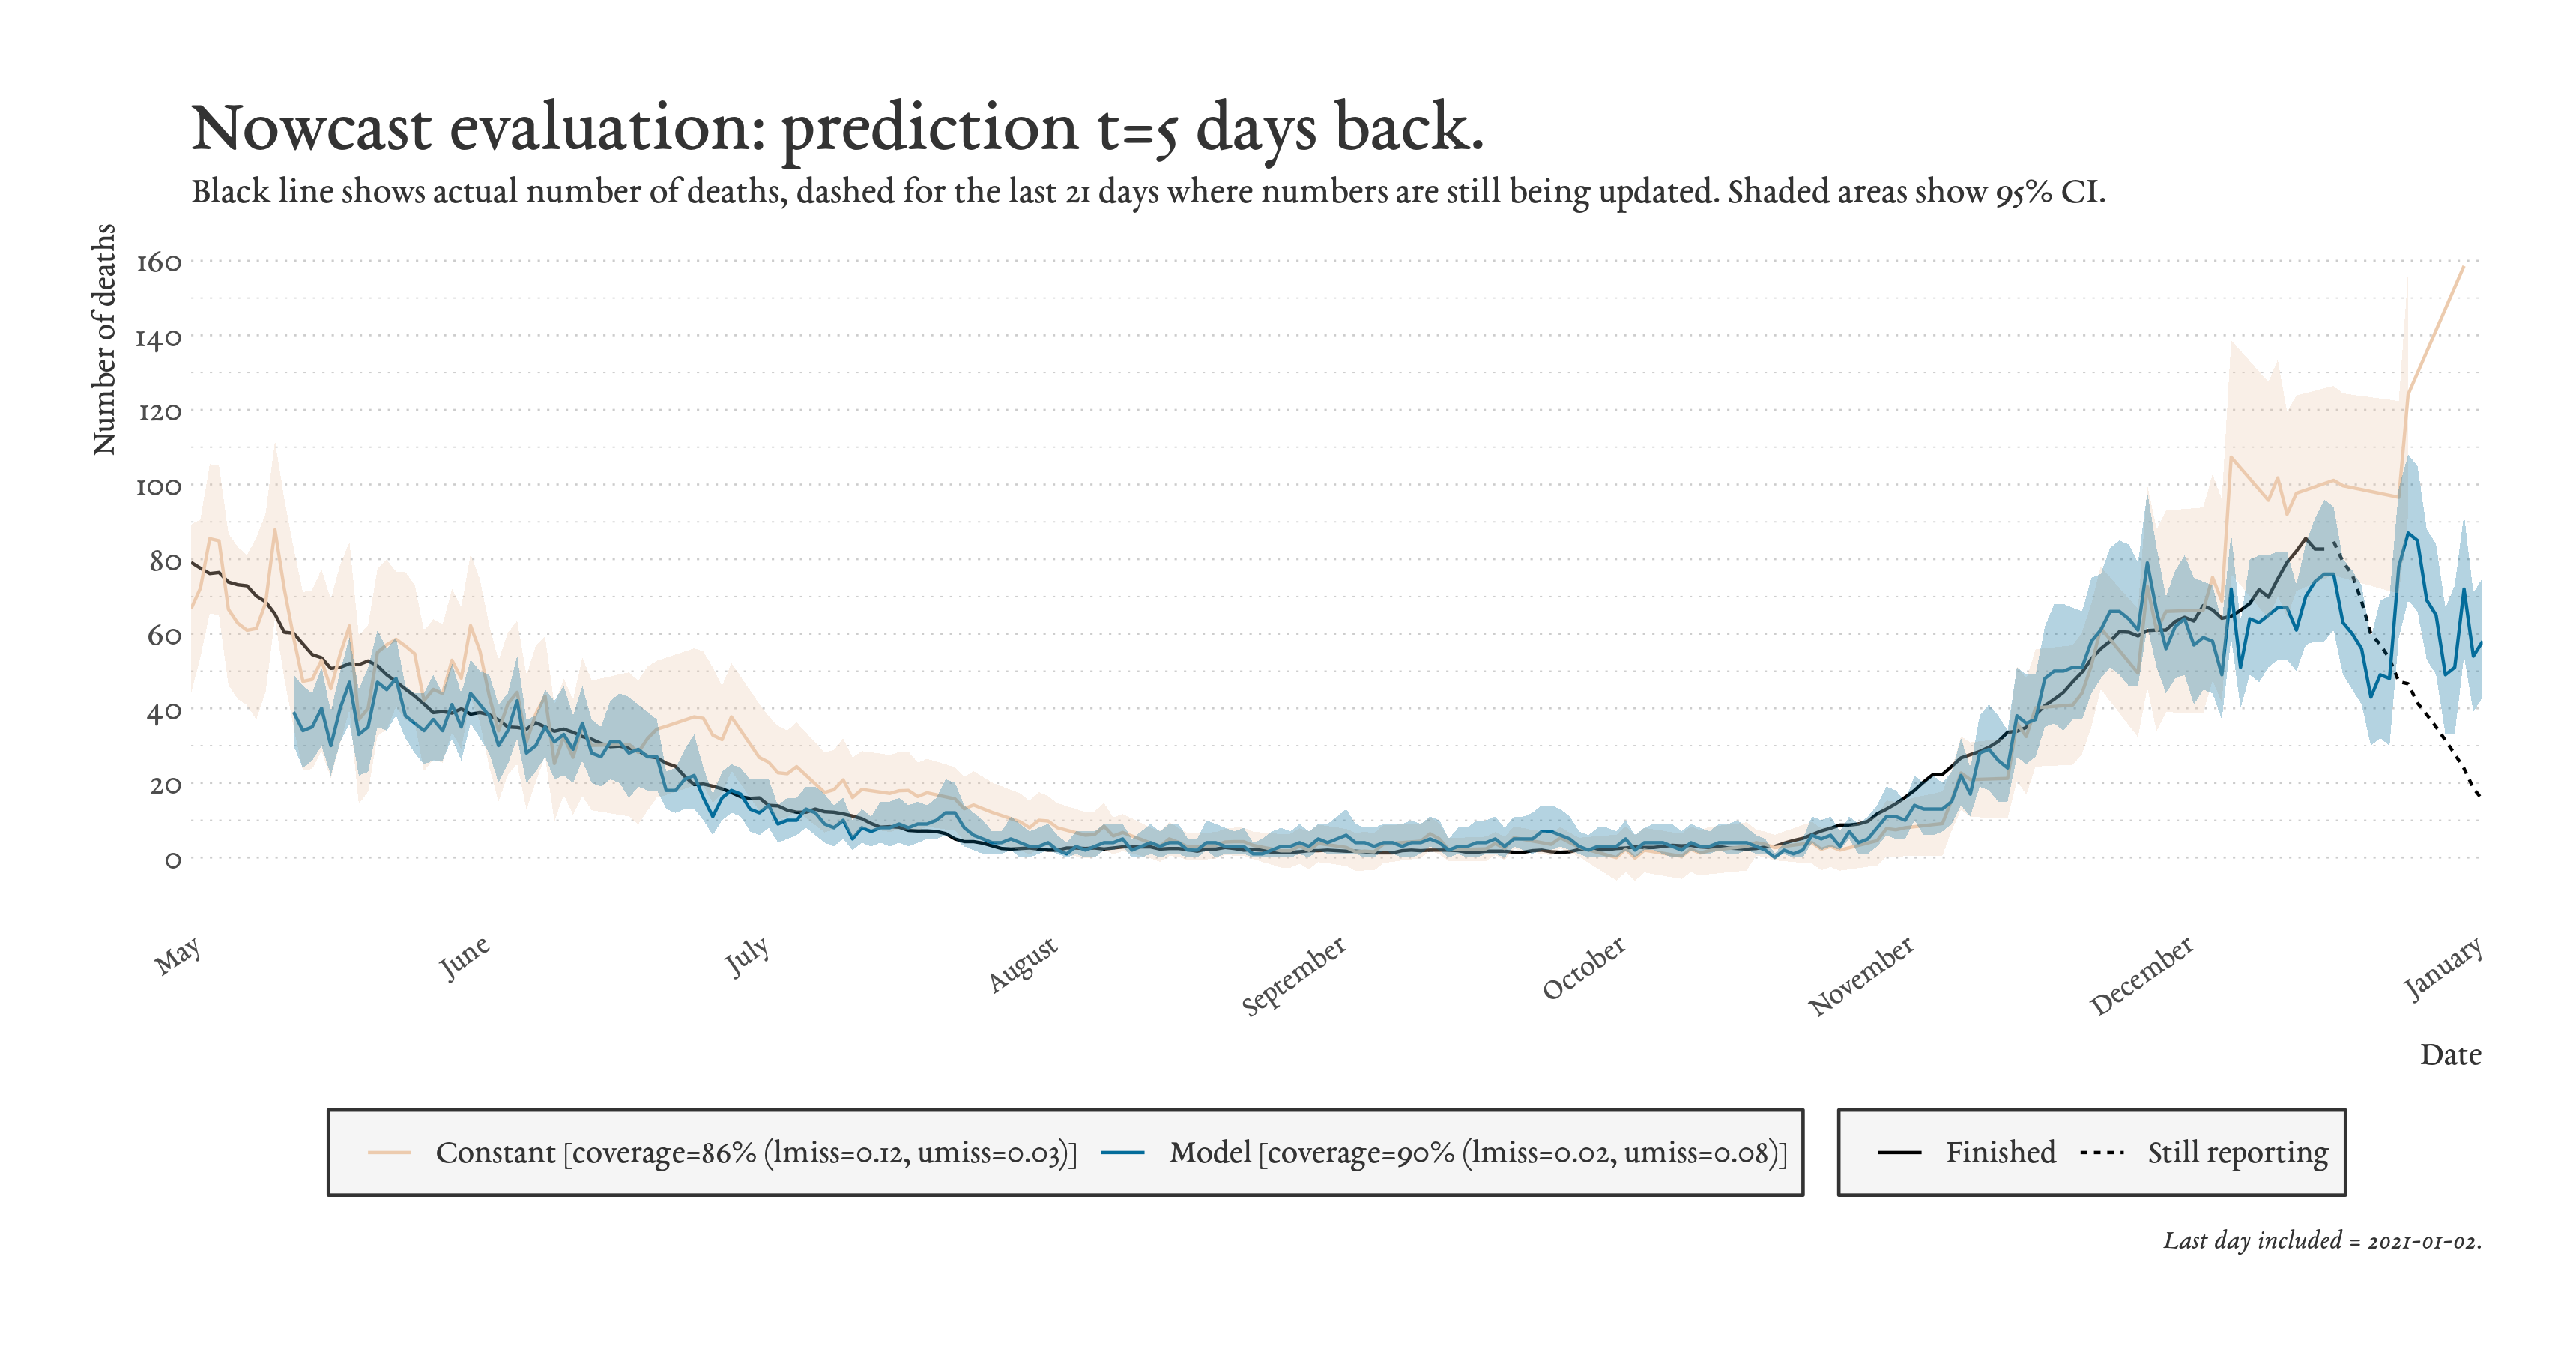 Nowcast evaluation: prediction t=5 days back.
Black line shows actual number of deaths, dashed for the last 21 days where numbers are still being updated. Shaded areas show 95% CI.
Number of deaths
160
140
120
100
80
60
40
20
0
May
June
July
August
September
October
November
December
January
Date
Constant [coverage=86% (lmiss=0.12, umiss=0.03)]
Model [coverage=90% (lmiss=0.02, umiss=0.08)]
Finished
Still reporting
Last day included = 2021-01-02.